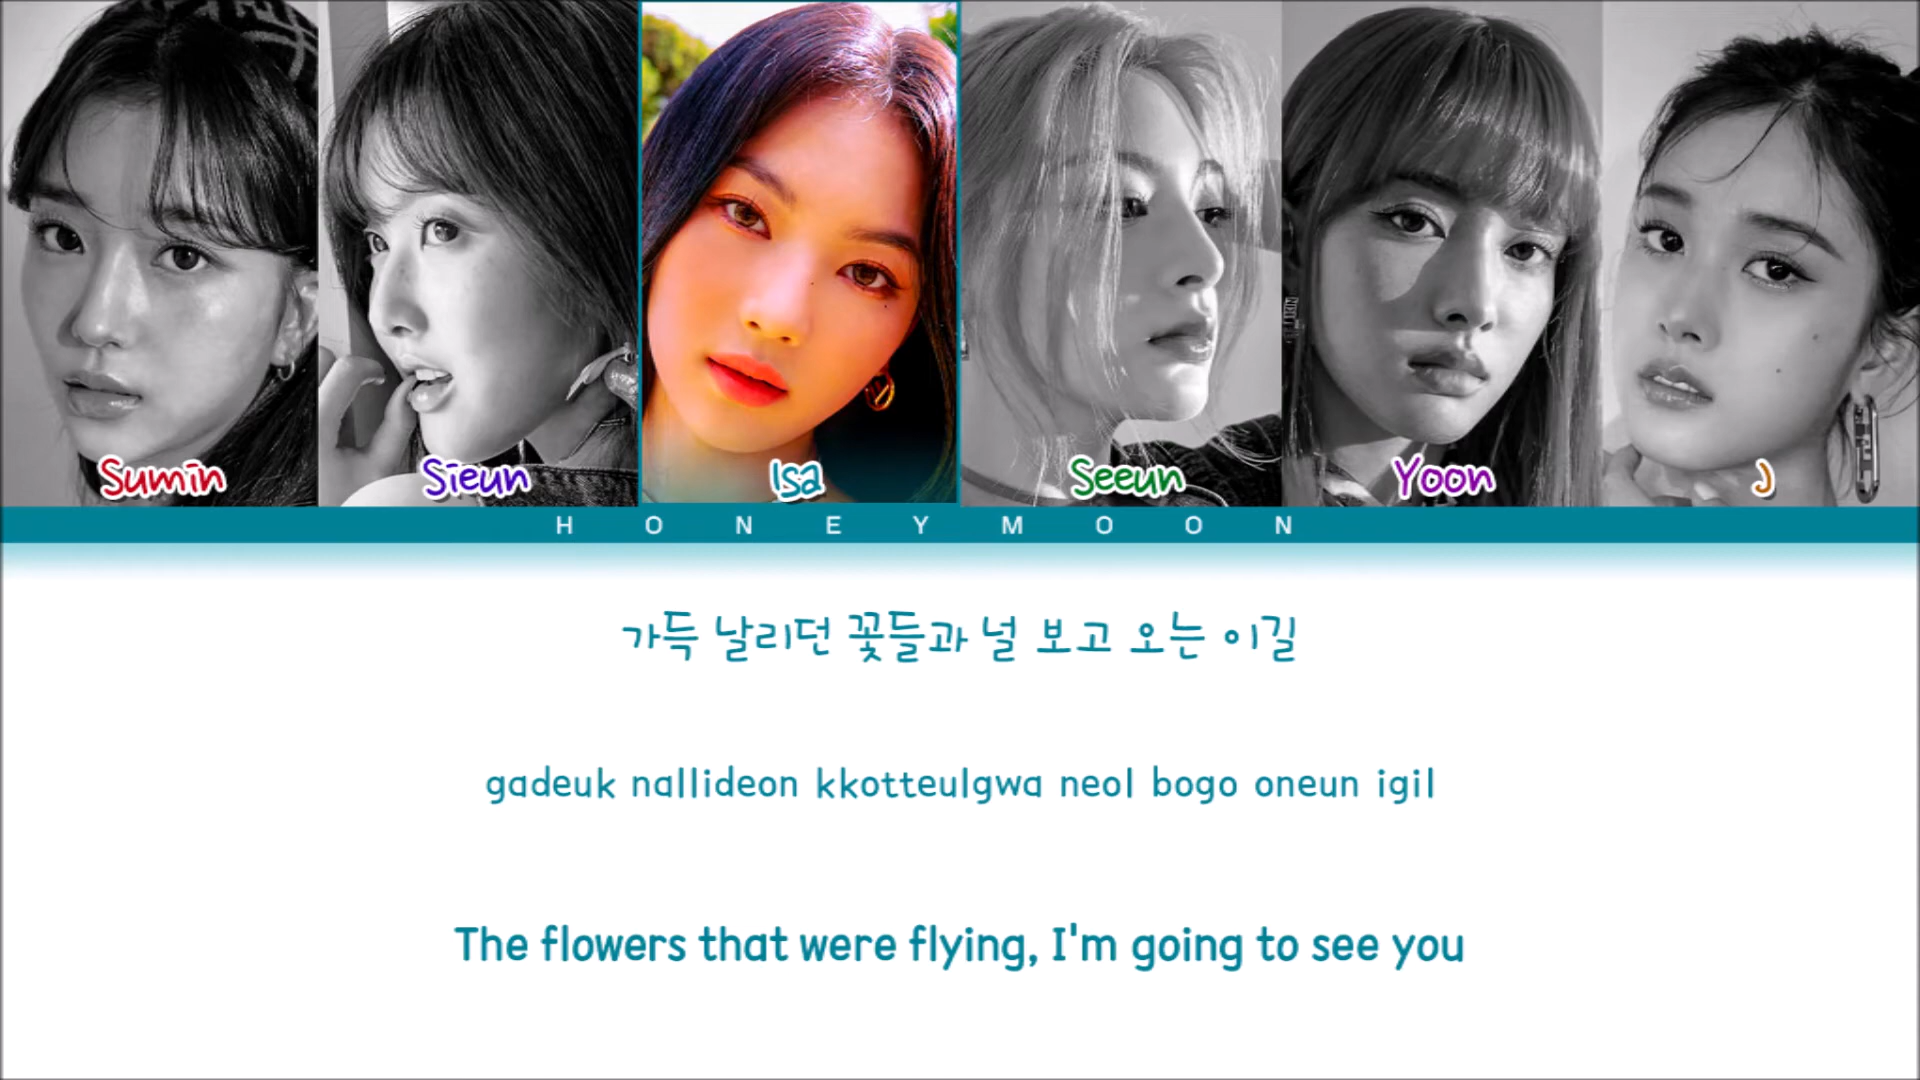 Sumin Sieun Isa Seeun Yoon J
HONEYMOON
가득 날리던 꽃들과 널 보고 오는 이길
gadeuk nallideon kkotteulgwa neol bogo oneun igil
The flowers that were flying, I'm going to see you